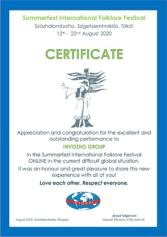 Summerfest International Folklore Festival
Százhalombatta, Szigetszentmiklós, Tököl
12th - 22nd August 2020
CERTIFICATE
Appreciation and congratulation for the excellent and
outstanding performance to
INVOZHO GROUP
in the Summerfest International Folklore Festival
ONLINE in the current difficult global situation.
It was an honour and great pleasure to share this new
experience with all of you!
Love each other, Respect everyone.
August 2020, Százhalombatta, Hungary
József Szigetvári
General Director of the Festival